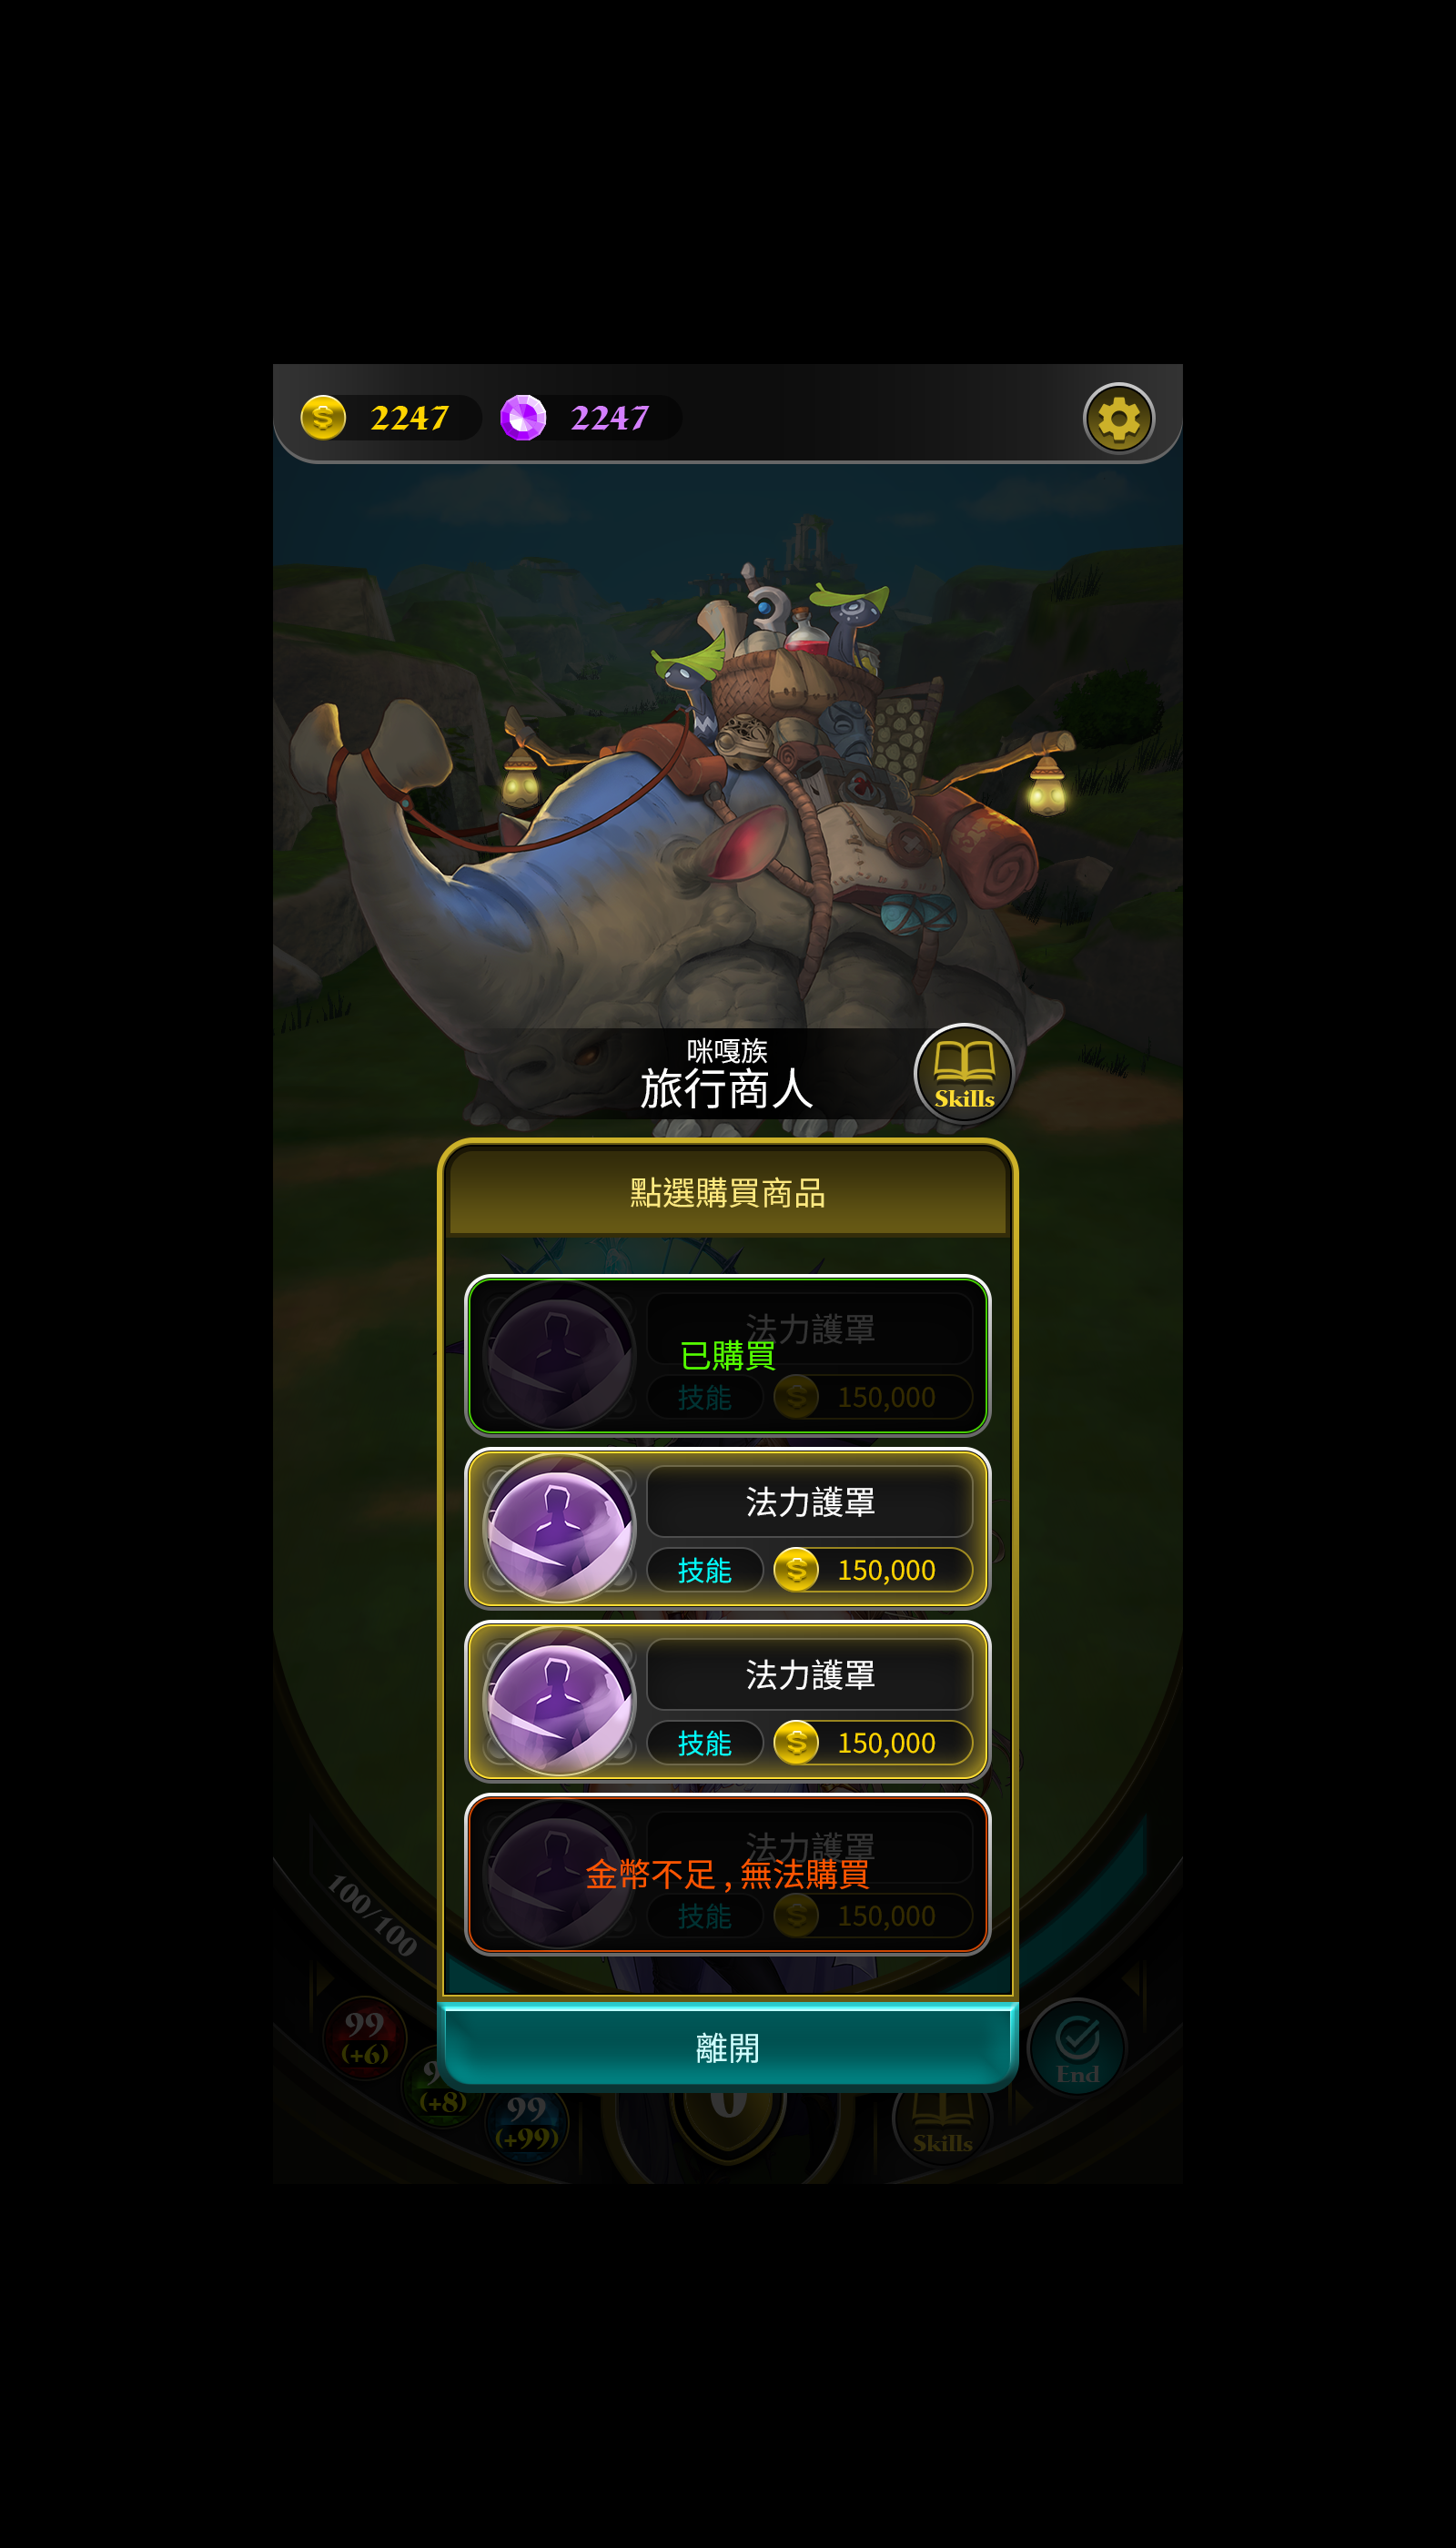 2247 2247
咪嘎族
旅行商人
Skills
點選購買商品
法力護罩
已購買
技能 150,000
法力護罩
技能 150,000
法力護罩
技能 150,000
法力護罩
金幣不足 , 無法購買
技能 150,000
100/100
離開
99
(+6)
End
9
(+8)
99
(+99)
0
Skills